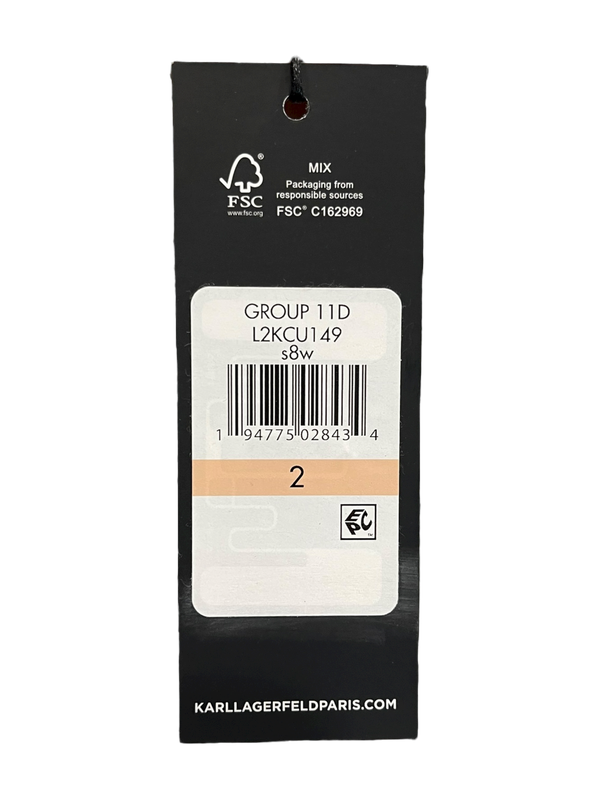 FSC®
www.fsc.org
MIX
Packaging from
responsible sources
FSC® C162969
GROUP 11D
L2KCU149
s8w
1 94775 02843 4
2
EPC™
KARLLAGERFELDPARIS.COM